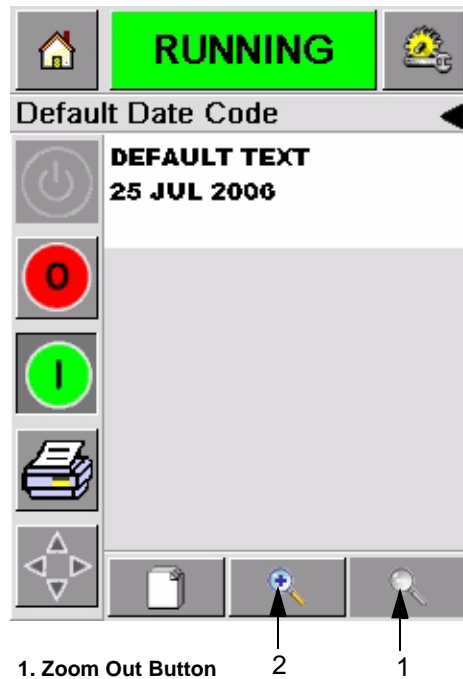 RUNNING
Default Date Code
DEFAULT TEXT
25 JUL 2006
0
I
2
1
1. Zoom Out Button